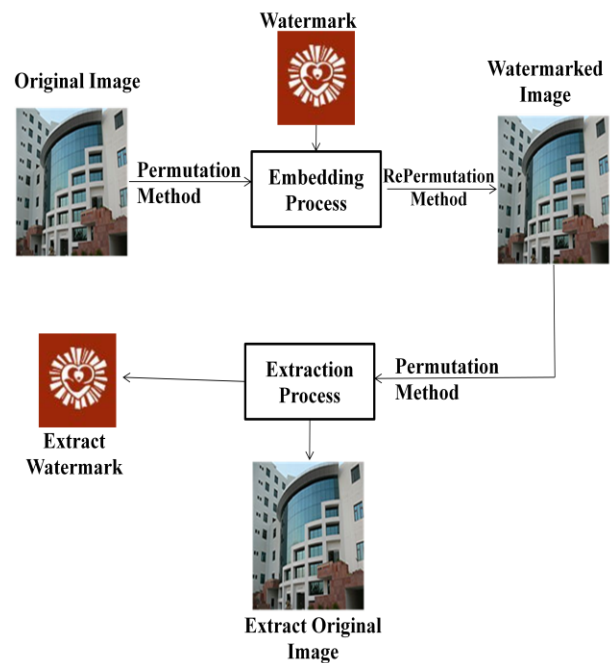 Watermark
Original Image
Watermarked
Image
Permutation
Method
Embedding
Process
RePermutation
Method
Extraction
Process
Permutation
Method
Extract
Watermark
Extract Original
Image